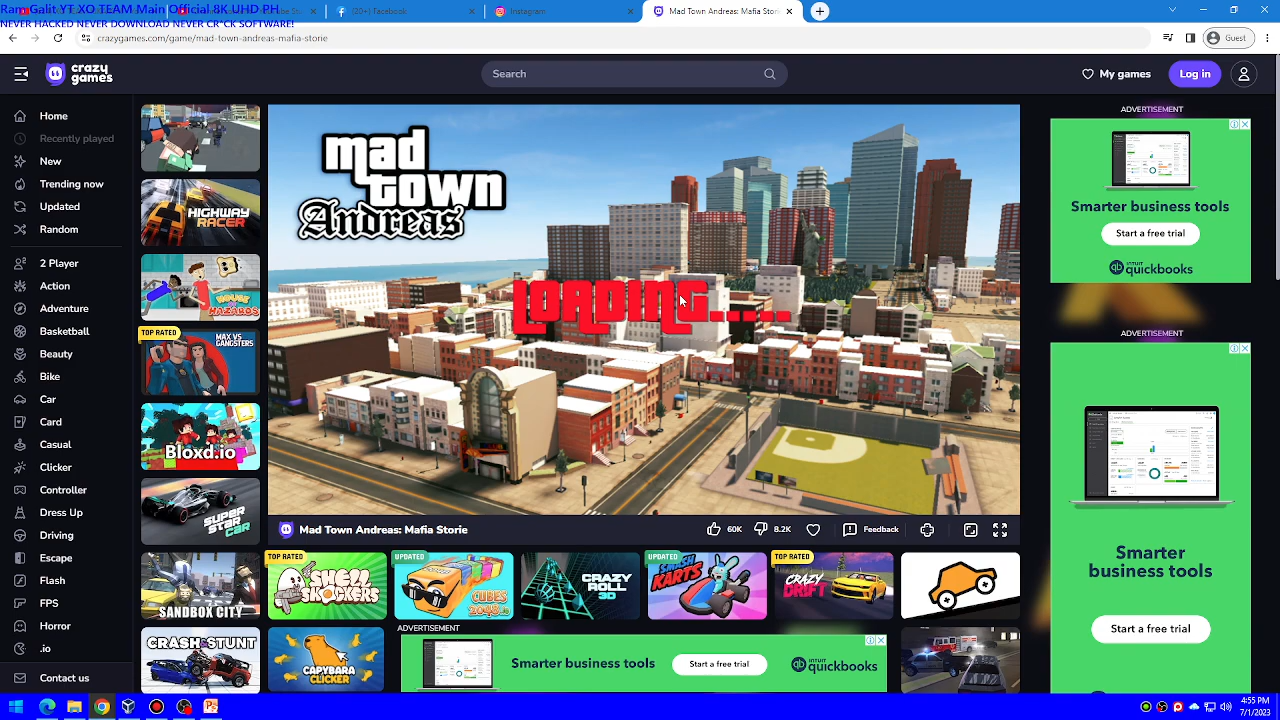 Ram Galit YT XO TEAM Main Official 8K UHD PH
NEVER HACKED NEVER DOWNLOAD NEVER CR*CK SOFTWARE!
(20+) Facebook
Instagram
Mad Town Andreas: Mafia Storie
crazygames.com/game/mad-town-andreas-mafia-storie
Guest
crazy games
Search
My games
Log in
Home
Recently played
New
Trending now
Updated
Random
2 Player
Action
Adventure
Basketball
Beauty
Bike
Car
Card
Casual
Clicker
Controller
Dress Up
Driving
Escape
Flash
FPS
Horror
.io
Contact us
HIGHWAY RACER
HOUSE OF HAZARDS
TOP RATED
MAX VS GANGSTERS
Bloxd.io
SUPER CAR
SANDBOX CITY
CRASH STUNT
mad town Andreas
LOADING.....
Mad Town Andreas: Mafia Storie
60K
8.2K
Feedback
TOP RATED
SHELL SHOCKERS
UPDATED
CUBES 2048.io
CRAZY ROLL 3D
UPDATED
SMASH KARTS
TOP RATED
CRAZY DRIFT
CAPYBARA CLICKER
ADVERTISEMENT
Smarter business tools
Start a free trial
quickbooks
ADVERTISEMENT
Smarter business tools
Start a free trial
INTUIT quickbooks
ADVERTISEMENT
Smarter
business tools
Start a free trial
4:55 PM
7/1/2023